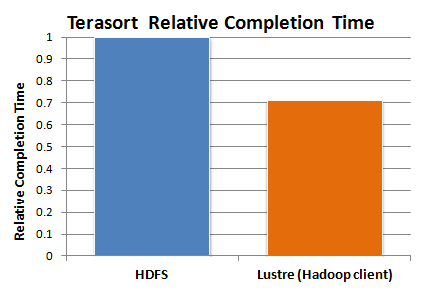 Terasort Relative Completion Time
Relative Completion Time
1
0.9
0.8
0.7
0.6
0.5
0.4
0.3
0.2
0.1
0
HDFS
Lustre (Hadoop client)